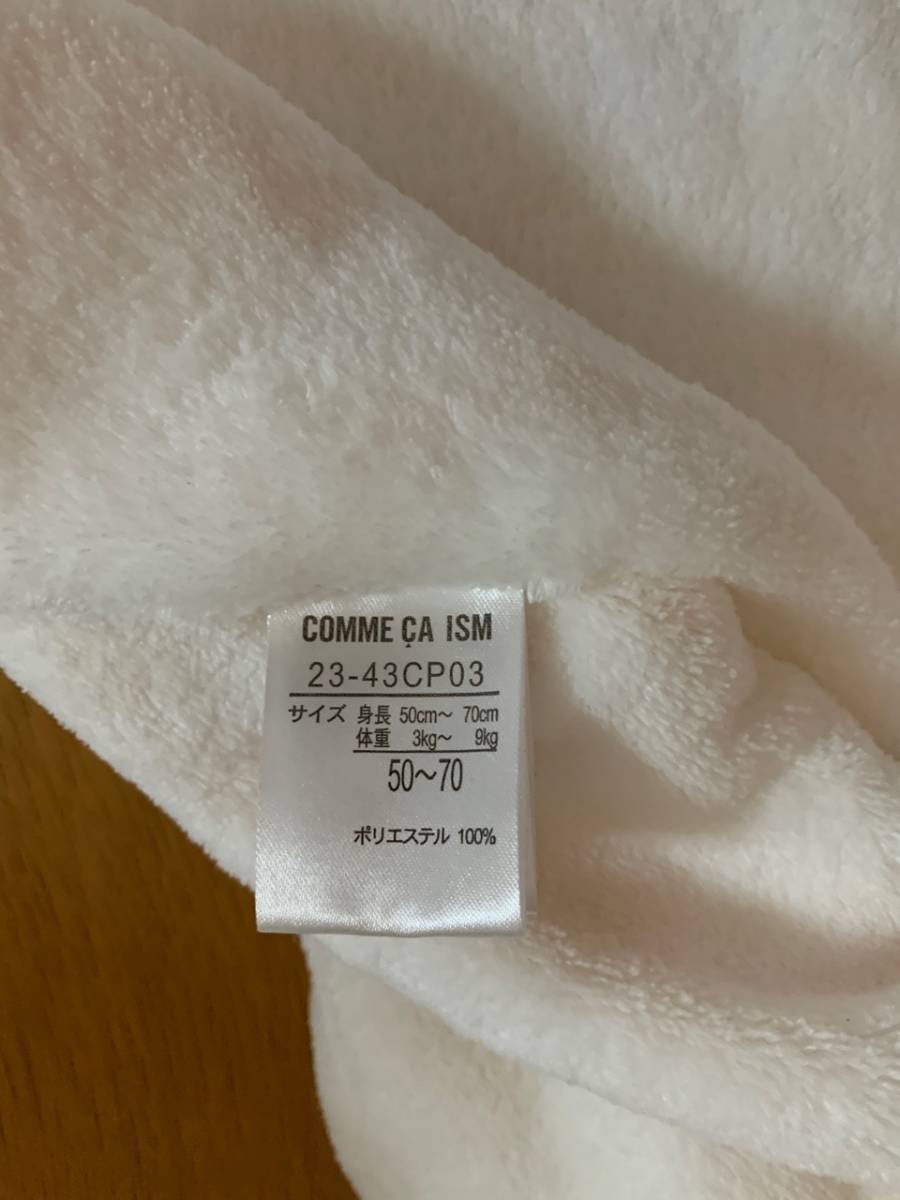 COMME ÇA ISM
23-43CP03
サイズ 身長 50cm〜 70cm
体重 3kg〜 9kg
50〜70
ポリエステル 100%